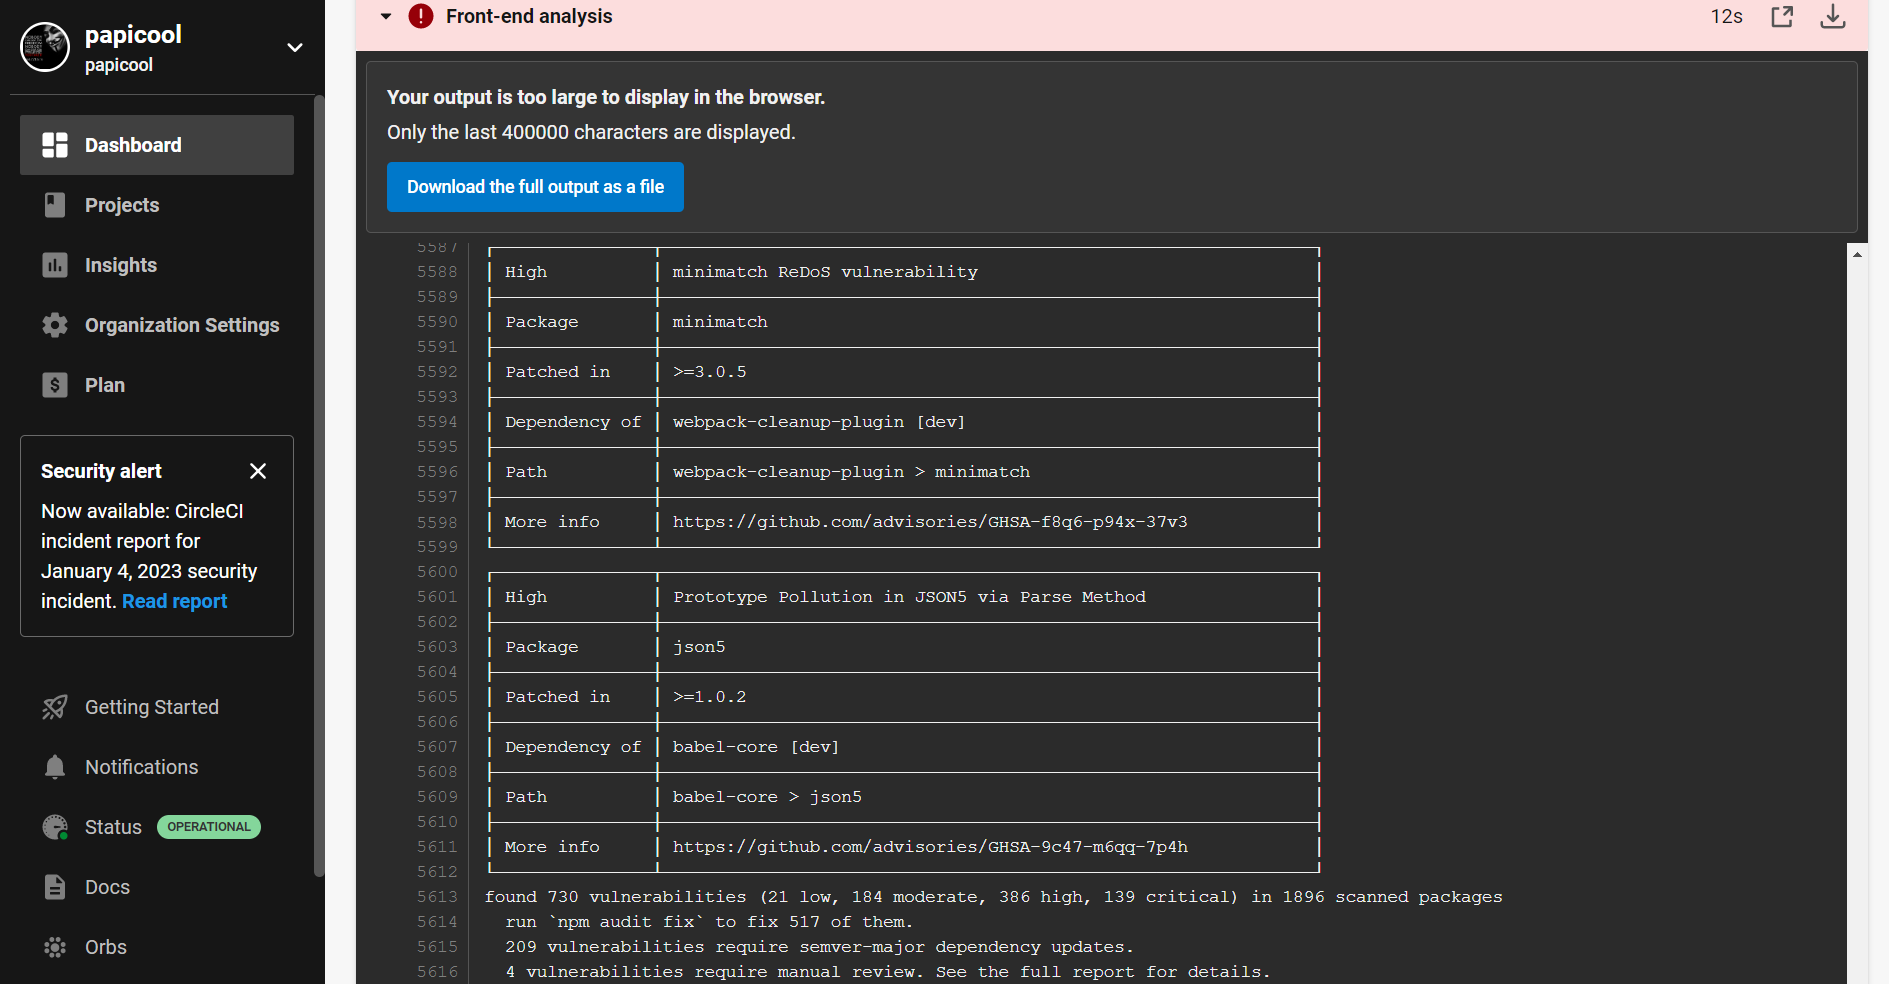 papicool
papicool
Dashboard
Projects
Insights
Organization Settings
$ Plan
Security alert
Now available: CircleCI
incident report for
January 4, 2023 security
incident. Read report
Getting Started
Notifications
Status OPERATIONAL
Docs
Orbs
! Front-end analysis 12s
Your output is too large to display in the browser.
Only the last 400000 characters are displayed.
Download the full output as a file
5587
5588 High minimatch ReDoS vulnerability
5589
5590 Package minimatch
5591
5592 Patched in >=3.0.5
5593
5594 Dependency of webpack-cleanup-plugin [dev]
5595
5596 Path webpack-cleanup-plugin > minimatch
5597
5598 More info https://github.com/advisories/GHSA-f8q6-p94x-37v3
5599
5600
5601 High Prototype Pollution in JSON5 via Parse Method
5602
5603 Package json5
5604
5605 Patched in >=1.0.2
5606
5607 Dependency of babel-core [dev]
5608
5609 Path babel-core > json5
5610
5611 More info https://github.com/advisories/GHSA-9c47-m6qq-7p4h
5612
5613 found 730 vulnerabilities (21 low, 184 moderate, 386 high, 139 critical) in 1896 scanned packages
5614 run `npm audit fix` to fix 517 of them.
5615 209 vulnerabilities require semver-major dependency updates.
5616 4 vulnerabilities require manual review. See the full report for details.